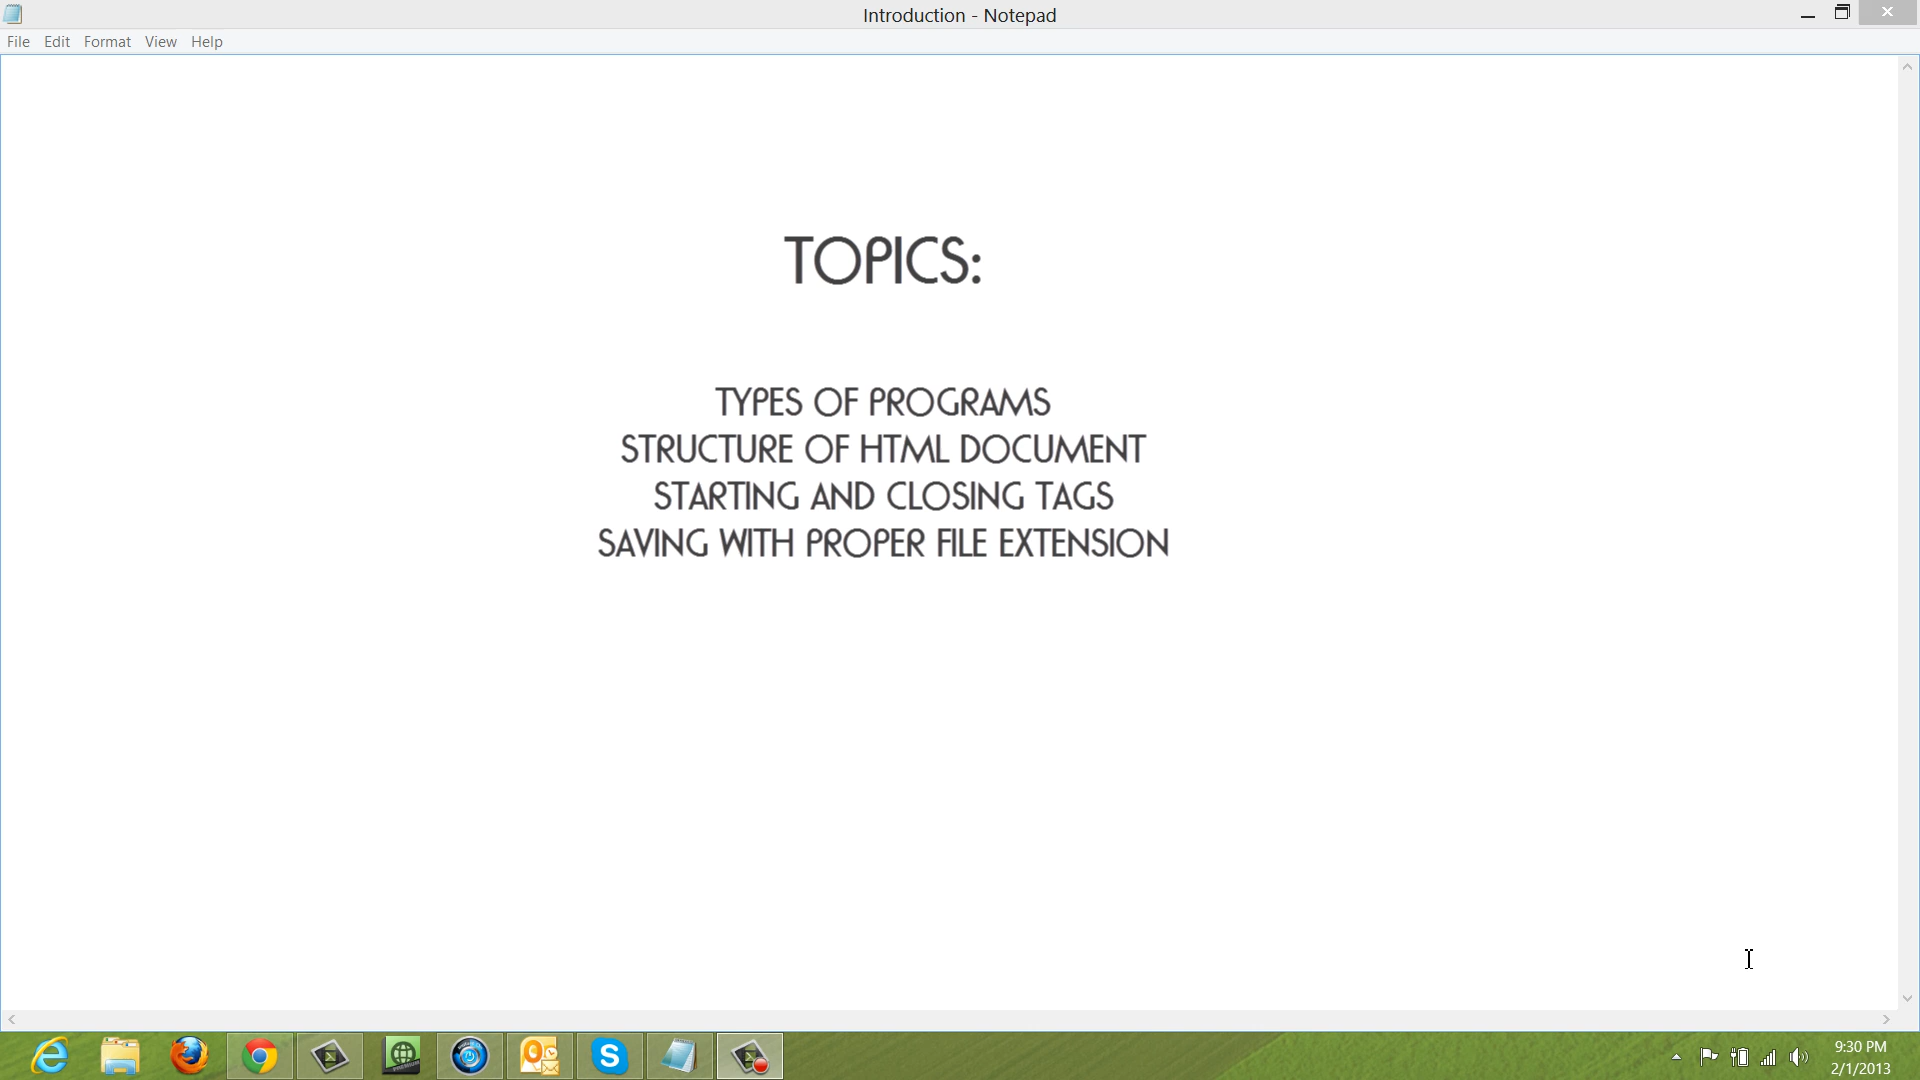 Introduction - Notepad
File Edit Format View Help
TOPICS:
TYPES OF PROGRAMS
STRUCTURE OF HTML DOCUMENT
STARTING AND CLOSING TAGS
SAVING WITH PROPER FILE EXTENSION
9:30 PM
2/1/2013